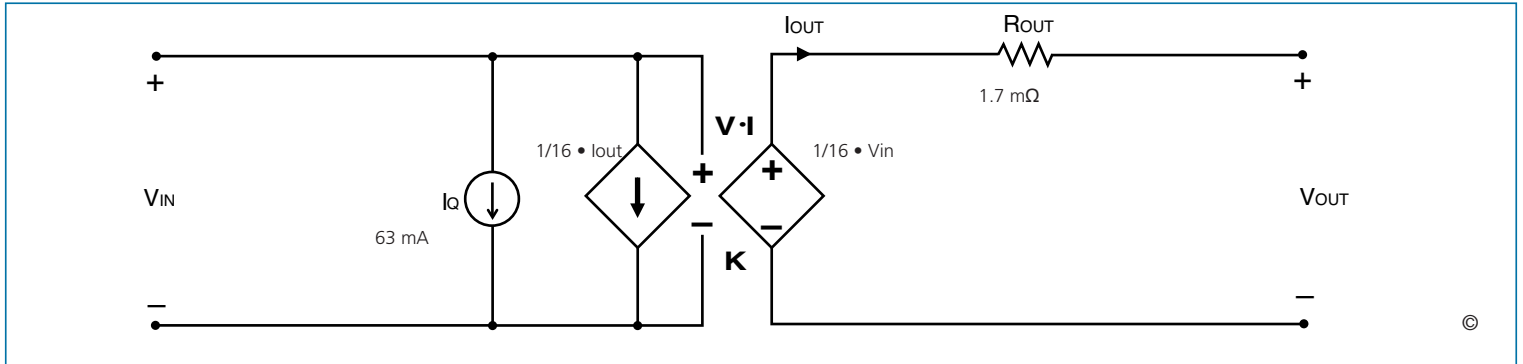 IOUT
ROUT
1.7 mΩ
+
+
V•I
1/16 • Iout
1/16 • Vin
+
+
VIN
IQ
VOUT
63 mA
–
–
K
–
–
©